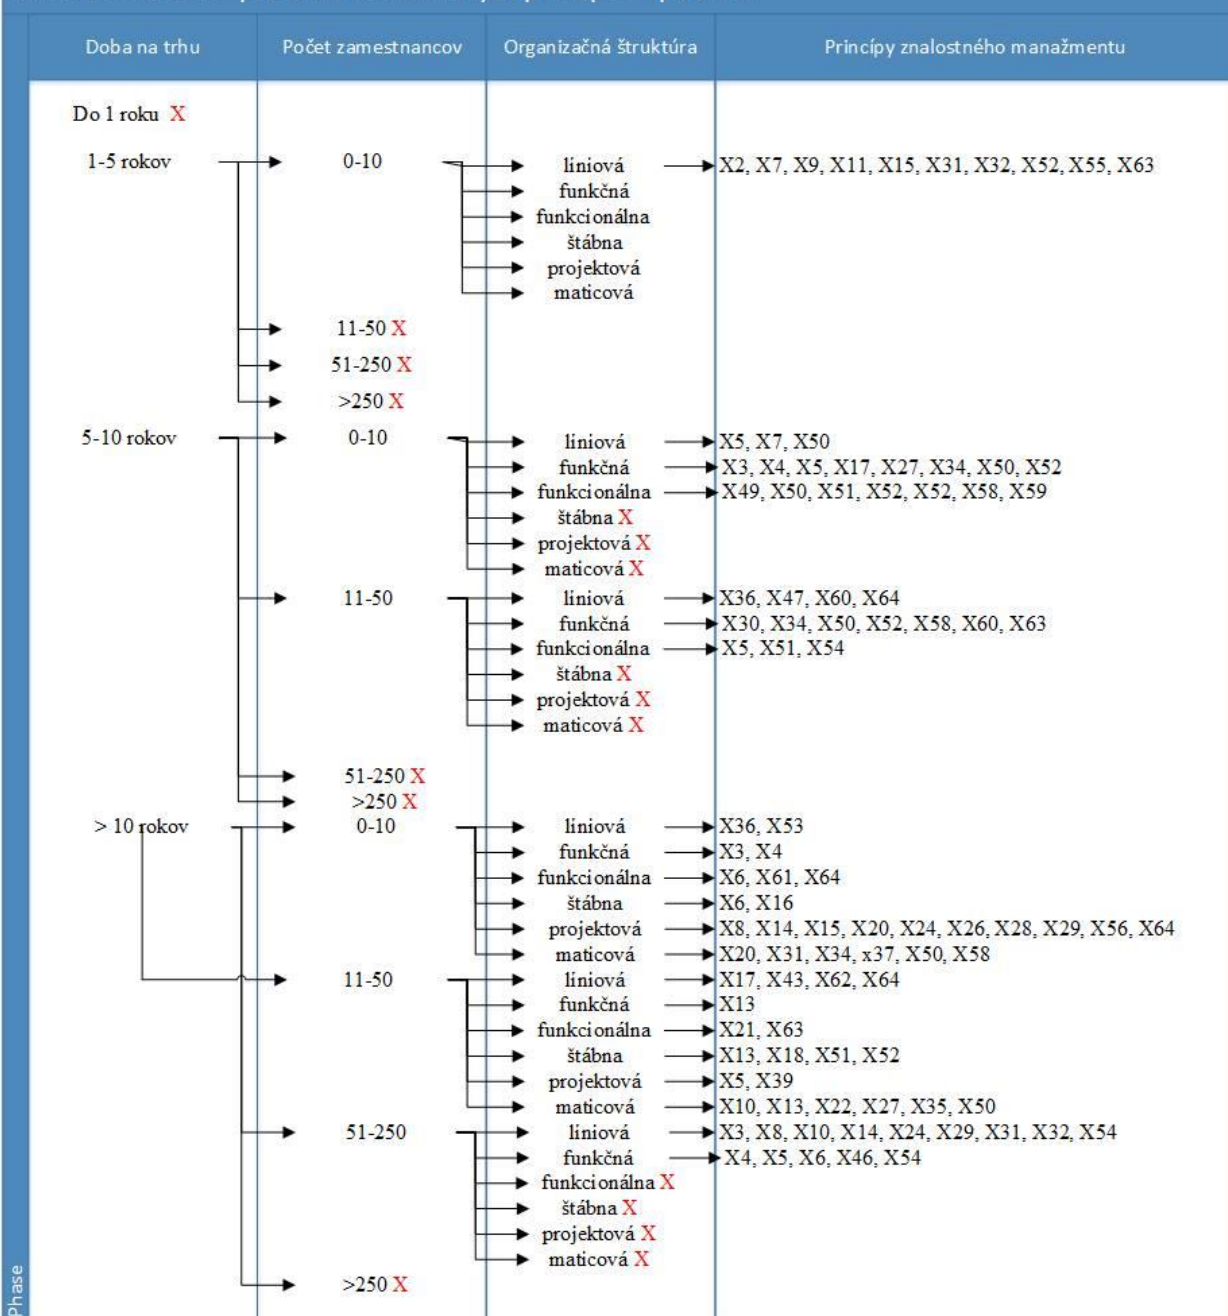 Doba na trhu Počet zamestnancov Organizačná štruktúra Princípy znalostného manažmentu
Do 1 roku X
1-5 rokov 0-10 líniová X2, X7, X9, X11, X15, X31, X32, X52, X55, X63
funkčná
funkcionálna
štábna
projektová
maticová
11-50 X
51-250 X
>250 X
5-10 rokov 0-10 líniová X5, X7, X50
funkčná X3, X4, X5, X17, X27, X34, X50, X52
funkcionálna X49, X50, X51, X52, X52, X58, X59
štábna X
projektová X
maticová X
11-50 líniová X36, X47, X60, X64
funkčná X30, X34, X50, X52, X58, X60, X63
funkcionálna X5, X51, X54
štábna X
projektová X
maticová X
51-250 X
>250 X
> 10 rokov 0-10 líniová X36, X53
funkčná X3, X4
funkcionálna X6, X61, X64
štábna X6, X16
projektová X8, X14, X15, X20, X24, X26, X28, X29, X56, X64
maticová X20, X31, X34, x37, X50, X58
11-50 líniová X17, X43, X62, X64
funkčná X13
funkcionálna X21, X63
štábna X13, X18, X51, X52
projektová X5, X39
maticová X10, X13, X22, X27, X35, X50
51-250 líniová X3, X8, X10, X14, X24, X29, X31, X32, X54
funkčná X4, X5, X6, X46, X54
funkcionálna X
štábna X
projektová X
maticová X
>250 X
Phase